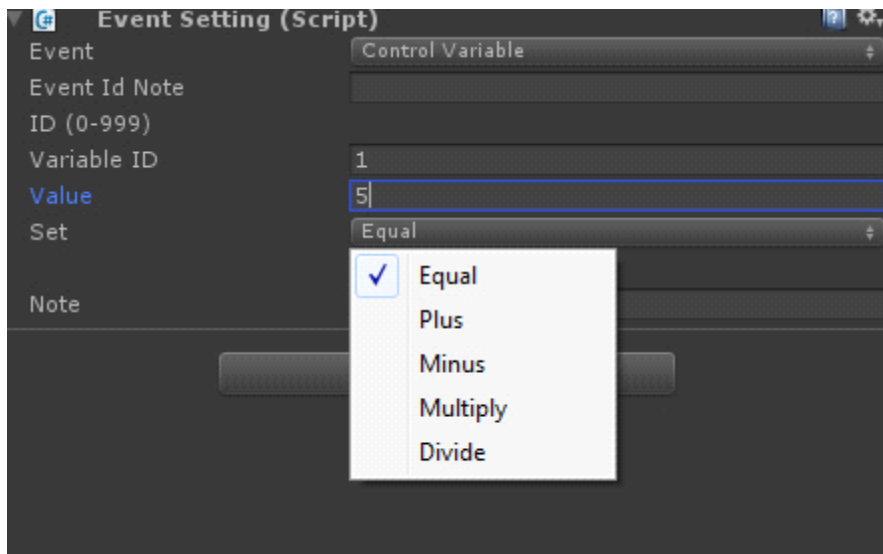 Event Setting (Script)
Event Control Variable
Event Id Note
ID (0-999)
Variable ID 1
Value 5
Set Equal
Equal
Plus
Note
Minus
Multiply
Divide